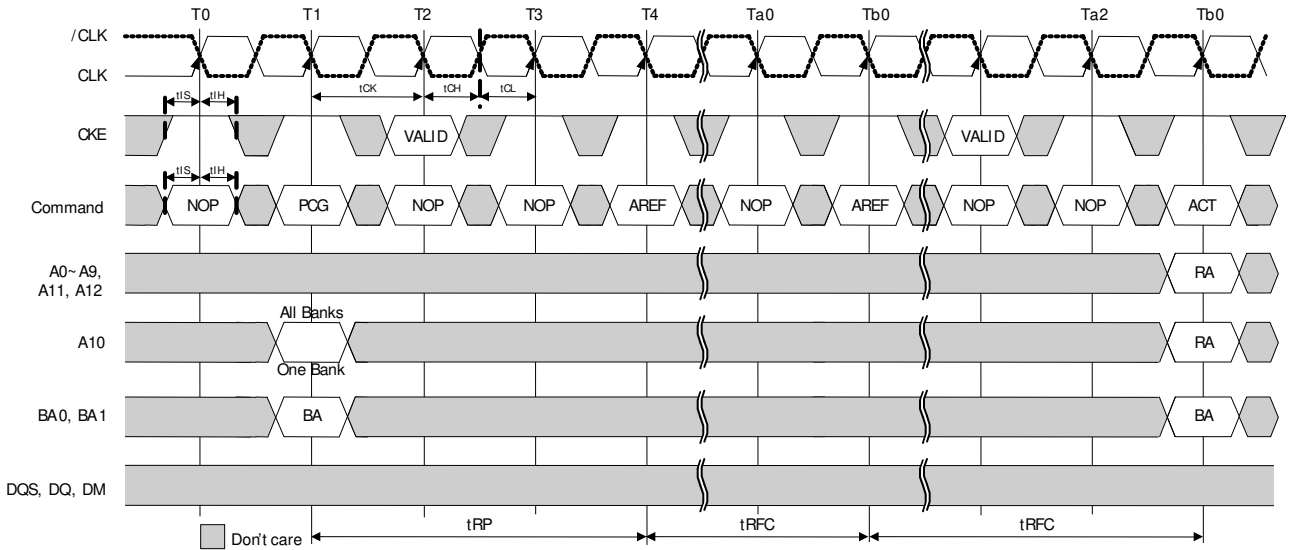 T0 T1 T2 T3 T4 Ta0 Tb0 Ta2 Tb0
/CLK
CLK
tCK tCH tCL
tIS tIH
CKE VALID VALID
tIS tIH
Command NOP PCG NOP NOP AREF NOP AREF NOP NOP ACT
A0~A9,
A11, A12
RA
All Banks
A10 RA
One Bank
BA0, BA1 BA BA
DQS, DQ, DM
tRP tRFC tRFC
Don't care